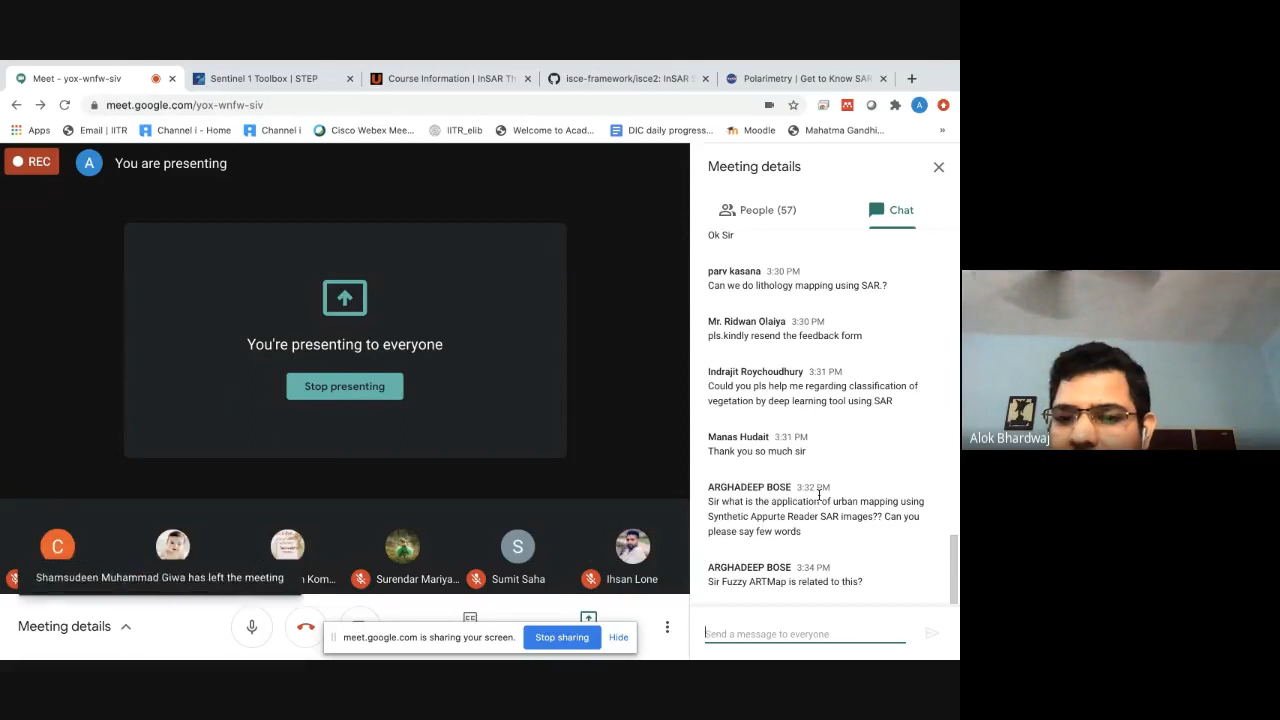 Meet - yox-wnfw-siv
Sentinel 1 Toolbox | STEP
Course Information | InSAR Th
isce-framework/isce2: InSAR S
Polarimetry | Get to Know SAR
meet.google.com/yox-wnfw-siv
A
Apps
Email | IITR
Channel i - Home
Channel i
Cisco Webex Mee...
IITR_elib
Welcome to Acad...
DIC daily progress...
Moodle
Mahatma Gandhi...
»
REC
A
You are presenting
You're presenting to everyone
Stop presenting
C
S
Shamsudeen Muhammad Giwa has left the meeting
n Kom...
Surendar Mariya...
Sumit Saha
Ihsan Lone
Meeting details
meet.google.com is sharing your screen.
Stop sharing
Hide
Meeting details
People (57)
Chat
Ok Sir
parv kasana 3:30 PM
Can we do lithology mapping using SAR.?
Mr. Ridwan Olaiya 3:30 PM
pls.kindly resend the feedback form
Indrajit Roychoudhury 3:31 PM
Could you pls help me regarding classification of
vegetation by deep learning tool using SAR
Manas Hudait 3:31 PM
Thank you so much sir
ARGHADEEP BOSE 3:32 PM
Sir what is the application of urban mapping using
Synthetic Appurte Reader SAR images?? Can you
please say few words
ARGHADEEP BOSE 3:34 PM
Sir Fuzzy ARTMap is related to this?
Send a message to everyone
Alok Bhardwaj